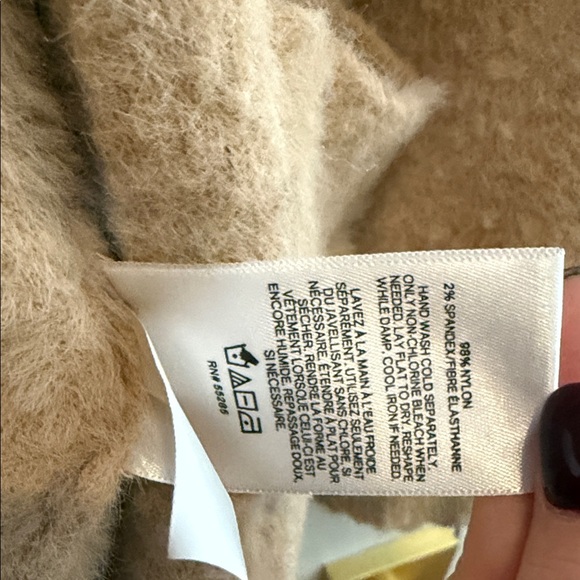 98% NYLON
2% SPANDEX/FIBRE ÉLASTHANNE
HAND WASH COLD SEPARATELY.
ONLY NON-CHLORINE BLEACH WHEN
NEEDED. LAY FLAT TO DRY. RESHAPE
WHILE DAMP. COOL IRON IF NEEDED.
LAVEZ À LA MAIN À L'EAU FROIDE
SÉPARÉMENT. UTILISEZ SEULEMENT
DU JAVELLISANT SANS CHLORE, SI
NÉCESSAIRE. ÉTENDRE À PLAT POUR
SÉCHER. RENDRE LA FORME AU
VÊTEMENT LORSQUE CELUI-CI EST
ENCORE HUMIDE. REPASSAGE DOUX,
SI NÉCESSAIRE.
RN# 55285